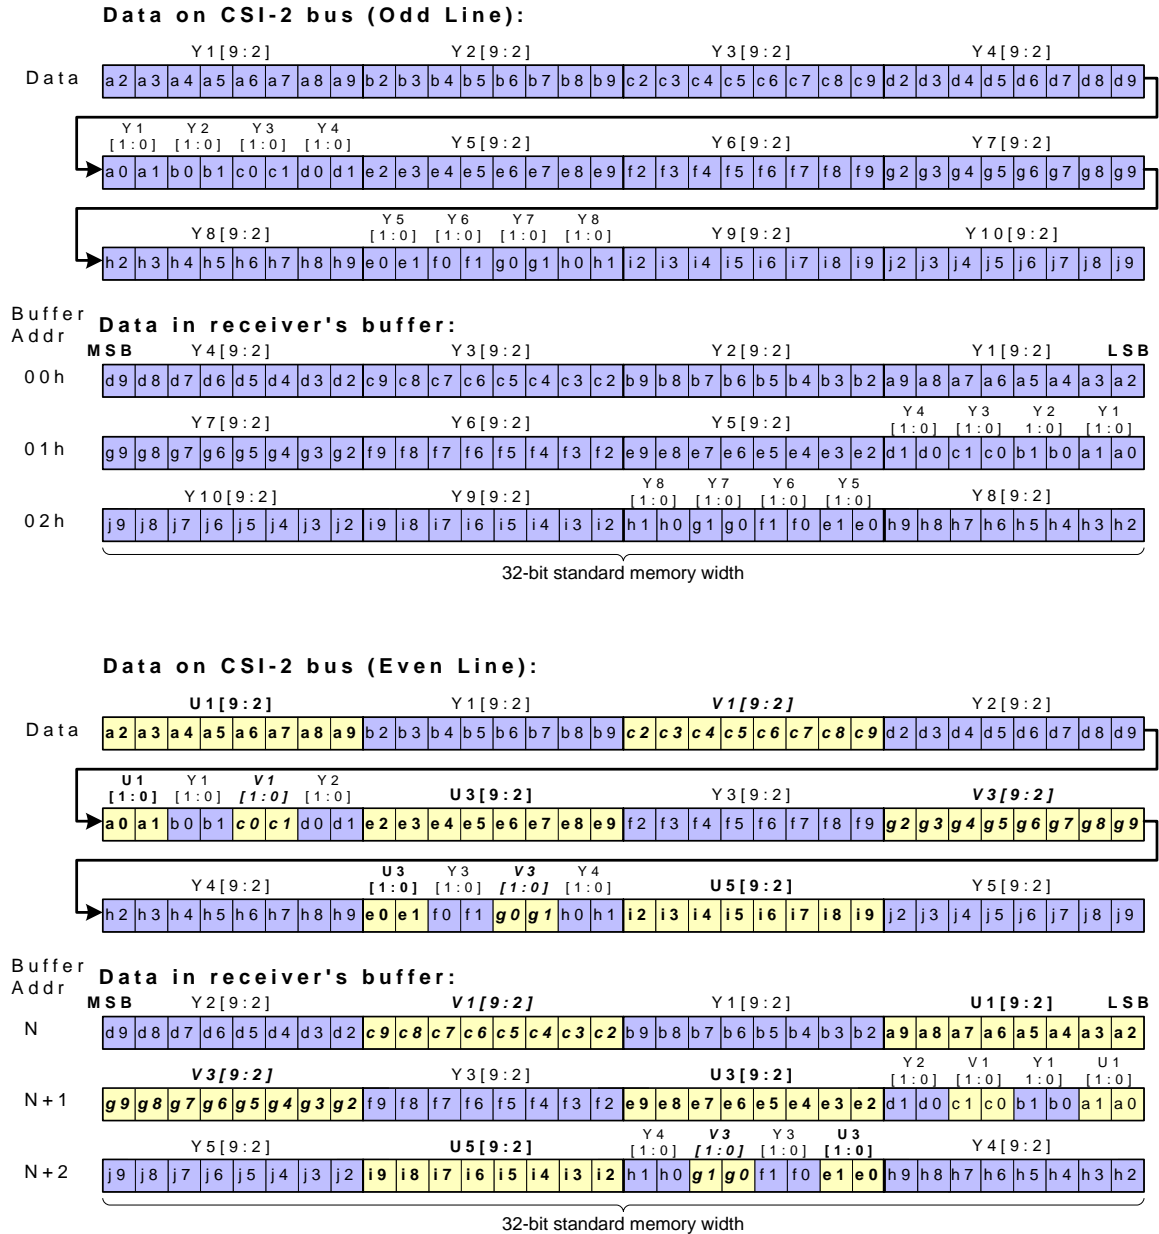 Data on CSI-2 bus (Odd Line):
Y1[9:2] Y2[9:2] Y3[9:2] Y4[9:2]
Data a2 a3 a4 a5 a6 a7 a8 a9 b2 b3 b4 b5 b6 b7 b8 b9 c2 c3 c4 c5 c6 c7 c8 c9 d2 d3 d4 d5 d6 d7 d8 d9
Y1 Y2 Y3 Y4
[1:0] [1:0] [1:0] [1:0] Y5[9:2] Y6[9:2] Y7[9:2]
a0 a1 b0 b1 c0 c1 d0 d1 e2 e3 e4 e5 e6 e7 e8 e9 f2 f3 f4 f5 f6 f7 f8 f9 g2 g3 g4 g5 g6 g7 g8 g9
Y5 Y6 Y7 Y8
Y8[9:2] [1:0] [1:0] [1:0] [1:0] Y9[9:2] Y10[9:2]
h2 h3 h4 h5 h6 h7 h8 h9 e0 e1 f0 f1 g0 g1 h0 h1 i2 i3 i4 i5 i6 i7 i8 i9 j2 j3 j4 j5 j6 j7 j8 j9
Buffer
Addr Data in receiver's buffer:
MSB Y4[9:2] Y3[9:2] Y2[9:2] Y1[9:2] LSB
00h d9 d8 d7 d6 d5 d4 d3 d2 c9 c8 c7 c6 c5 c4 c3 c2 b9 b8 b7 b6 b5 b4 b3 b2 a9 a8 a7 a6 a5 a4 a3 a2
Y4 Y3 Y2 Y1
Y7[9:2] Y6[9:2] Y5[9:2] [1:0] [1:0] 1:0] [1:0]
01h g9 g8 g7 g6 g5 g4 g3 g2 f9 f8 f7 f6 f5 f4 f3 f2 e9 e8 e7 e6 e5 e4 e3 e2 d1 d0 c1 c0 b1 b0 a1 a0
Y8 Y7 Y6 Y5
Y10[9:2] Y9[9:2] [1:0] [1:0] [1:0] [1:0] Y8[9:2]
02h j9 j8 j7 j6 j5 j4 j3 j2 i9 i8 i7 i6 i5 i4 i3 i2 h1 h0 g1 g0 f1 f0 e1 e0 h9 h8 h7 h6 h5 h4 h3 h2
32-bit standard memory width
Data on CSI-2 bus (Even Line):
U1[9:2] Y1[9:2] V1[9:2] Y2[9:2]
Data a2 a3 a4 a5 a6 a7 a8 a9 b2 b3 b4 b5 b6 b7 b8 b9 c2 c3 c4 c5 c6 c7 c8 c9 d2 d3 d4 d5 d6 d7 d8 d9
U1 Y1 V1 Y2
[1:0] [1:0] [1:0] [1:0] U3[9:2] Y3[9:2] V3[9:2]
a0 a1 b0 b1 c0 c1 d0 d1 e2 e3 e4 e5 e6 e7 e8 e9 f2 f3 f4 f5 f6 f7 f8 f9 g2 g3 g4 g5 g6 g7 g8 g9
U3 Y3 V3 Y4
Y4[9:2] [1:0] [1:0] [1:0] [1:0] U5[9:2] Y5[9:2]
h2 h3 h4 h5 h6 h7 h8 h9 e0 e1 f0 f1 g0 g1 h0 h1 i2 i3 i4 i5 i6 i7 i8 i9 j2 j3 j4 j5 j6 j7 j8 j9
Buffer
Addr Data in receiver's buffer:
MSB Y2[9:2] V1[9:2] Y1[9:2] U1[9:2] LSB
N d9 d8 d7 d6 d5 d4 d3 d2 c9 c8 c7 c6 c5 c4 c3 c2 b9 b8 b7 b6 b5 b4 b3 b2 a9 a8 a7 a6 a5 a4 a3 a2
Y2 V1 Y1 U1
V3[9:2] Y3[9:2] U3[9:2] [1:0] [1:0] 1:0] [1:0]
N+1 g9 g8 g7 g6 g5 g4 g3 g2 f9 f8 f7 f6 f5 f4 f3 f2 e9 e8 e7 e6 e5 e4 e3 e2 d1 d0 c1 c0 b1 b0 a1 a0
Y4 V3 Y3 U3
Y5[9:2] U5[9:2] [1:0] [1:0] [1:0] [1:0] Y4[9:2]
N+2 j9 j8 j7 j6 j5 j4 j3 j2 i9 i8 i7 i6 i5 i4 i3 i2 h1 h0 g1 g0 f1 f0 e1 e0 h9 h8 h7 h6 h5 h4 h3 h2
32-bit standard memory width